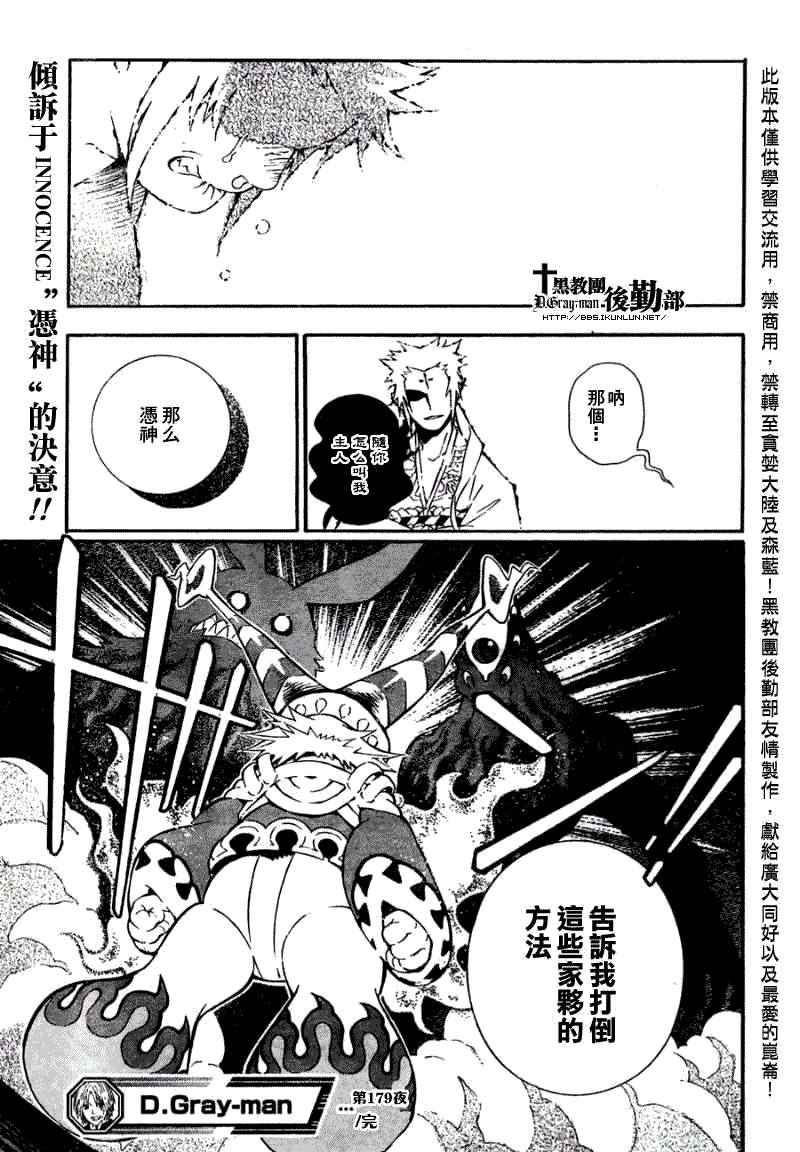 此版本僅供學習交流用，禁商用，禁轉至貪婪大陸及森藍！黑教團後勤部友情製作，獻給廣大同好以及最愛的崑崙！
黑教團
D.Gray-man
後勤部
HTTP://BBS.IKUNLUN.NET/
吶
那個…
隨你
怎么叫我
主人
那么
憑神
告訴我打倒
這些家夥的
方法
傾訴于INNOCENCE”憑神“的決意!!
D.Gray-man
... 第179夜
/完